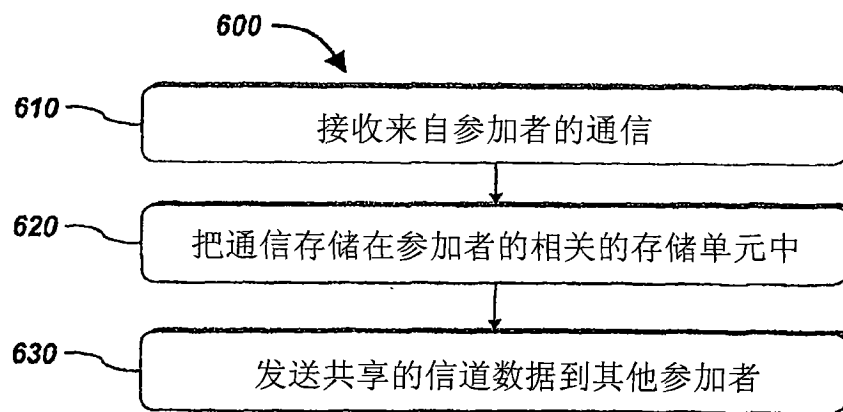 600
610
接收来自参加者的通信
620
把通信存储在参加者的相关的存储单元中
630
发送共享的信道数据到其他参加者